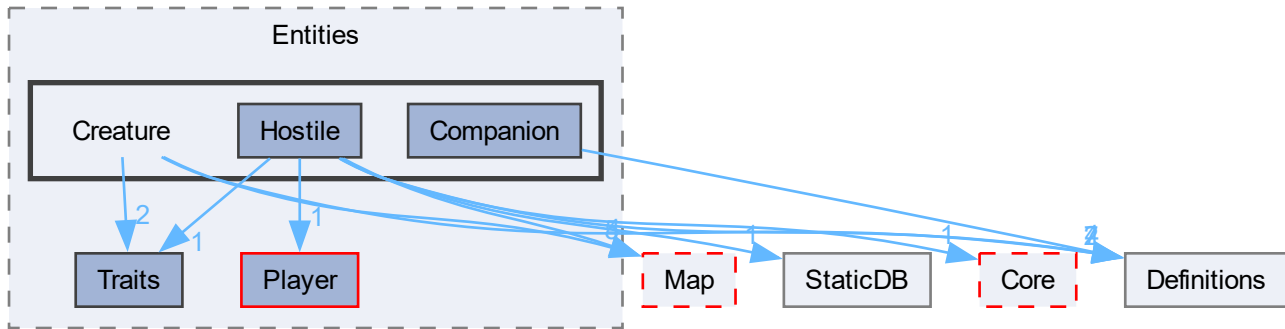 Entities
Creature
Hostile
Companion
2
1
1
1
1
Traits
Player
Map
StaticDB
Core
Definitions